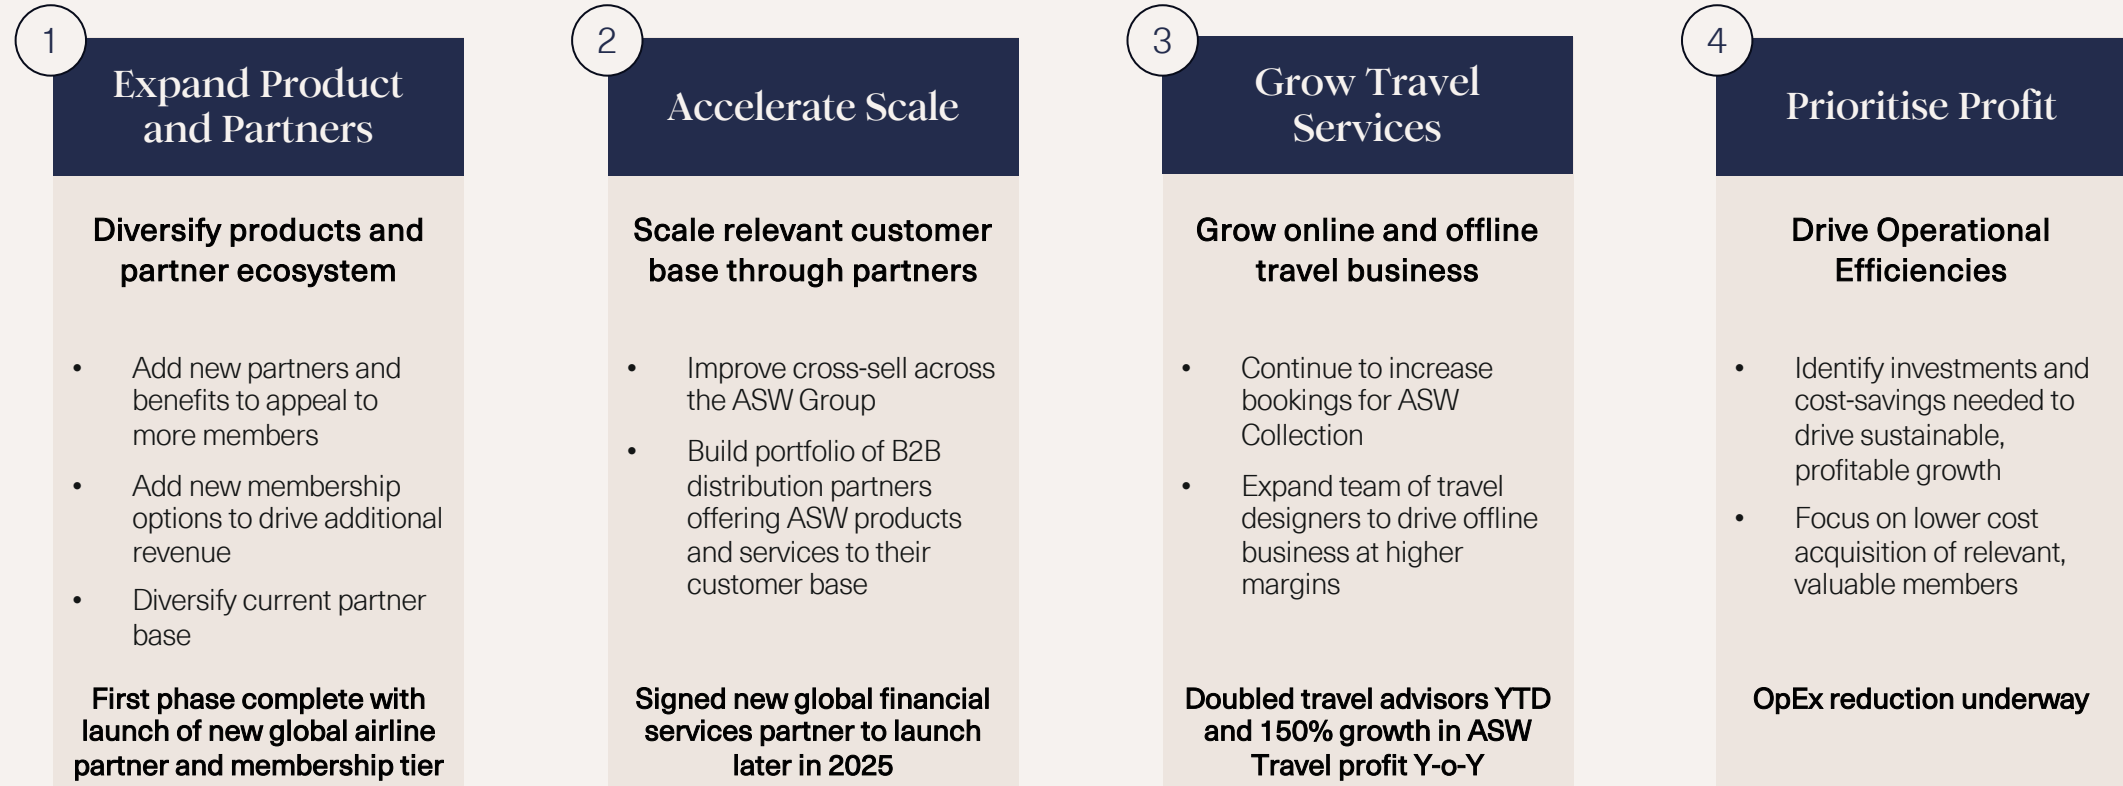 1
Expand Product
and Partners
Diversify products and
partner ecosystem
• Add new partners and
benefits to appeal to
more members
• Add new membership
options to drive additional
revenue
• Diversify current partner
base
First phase complete with
launch of new global airline
partner and membership tier
2
Accelerate Scale
Scale relevant customer
base through partners
• Improve cross-sell across
the ASW Group
• Build portfolio of B2B
distribution partners
offering ASW products
and services to their
customer base
Signed new global financial
services partner to launch
later in 2025
3
Grow Travel
Services
Grow online and offline
travel business
• Continue to increase
bookings for ASW
Collection
• Expand team of travel
designers to drive offline
business at higher
margins
Doubled travel advisors YTD
and 150% growth in ASW
Travel profit Y-o-Y
4
Prioritise Profit
Drive Operational
Efficiencies
• Identify investments and
cost-savings needed to
drive sustainable,
profitable growth
• Focus on lower cost
acquisition of relevant,
valuable members
OpEx reduction underway